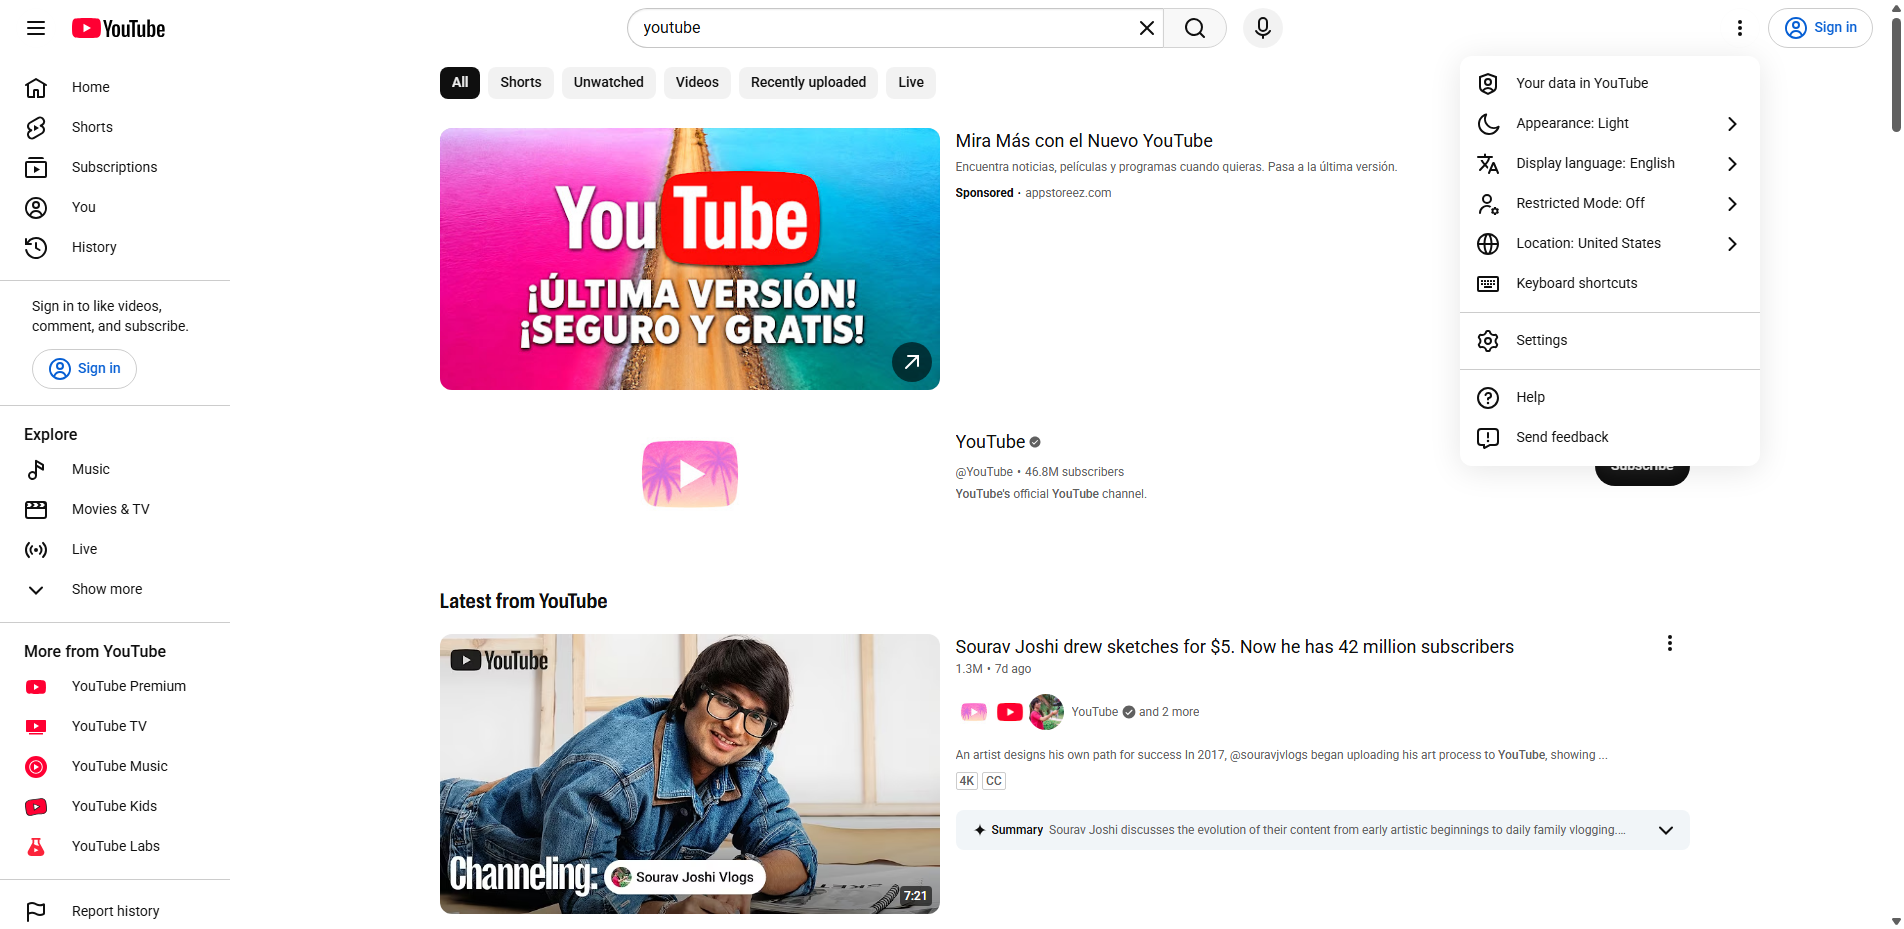 YouTube
youtube
Sign in
Home
Shorts
Subscriptions
You
History
Sign in to like videos,
comment, and subscribe.
Sign in
Explore
Music
Movies & TV
Live
Show more
More from YouTube
YouTube Premium
YouTube TV
YouTube Music
YouTube Kids
YouTube Labs
Report history
All
Shorts
Unwatched
Videos
Recently uploaded
Live
YouTube
¡ÚLTIMA VERSIÓN!
¡SEGURO Y GRATIS!
Mira Más con el Nuevo YouTube
Encuentra noticias, películas y programas cuando quieras. Pasa a la última versión.
Sponsored · appstoreez.com
YouTube
@YouTube • 46.8M subscribers
YouTube's official YouTube channel.
Subscribe
Latest from YouTube
YouTube
Channeling:
Sourav Joshi Vlogs
7:21
Sourav Joshi drew sketches for $5. Now he has 42 million subscribers
1.3M • 7d ago
YouTube and 2 more
An artist designs his own path for success In 2017, @souravjvlogs began uploading his art process to YouTube, showing ...
4K CC
Summary Sourav Joshi discusses the evolution of their content from early artistic beginnings to daily family vlogging....
Your data in YouTube
Appearance: Light
Display language: English
Restricted Mode: Off
Location: United States
Keyboard shortcuts
Settings
Help
Send feedback